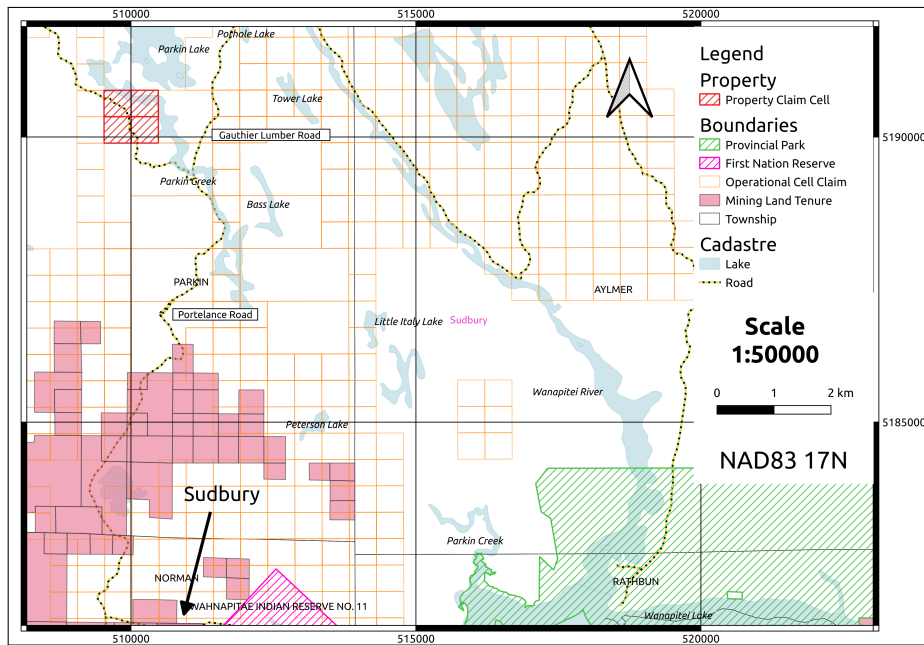 510000 515000 520000
Pothole Lake
Parkin Lake
Legend
Property
Property Claim Cell
Tower Lake
Boundaries
Gauthier Lumber Road
5190000
Provincial Park
First Nation Reserve
Parkin Creek
Operational Cell Claim
Mining Land Tenure
Bass Lake
Township
Cadastre
Lake
Road
PARKIN
AYLMER
Portelance Road
Little Italy Lake
Sudbury
Scale
1:50000
Wanapitei River
0 1 2 km
Peterson Lake
5185000
NAD83 17N
Sudbury
Parkin Creek
NORMAN
RATHBUN
WAHNAPITAE INDIAN RESERVE NO. 11
Wanapitei Lake
510000 515000 520000